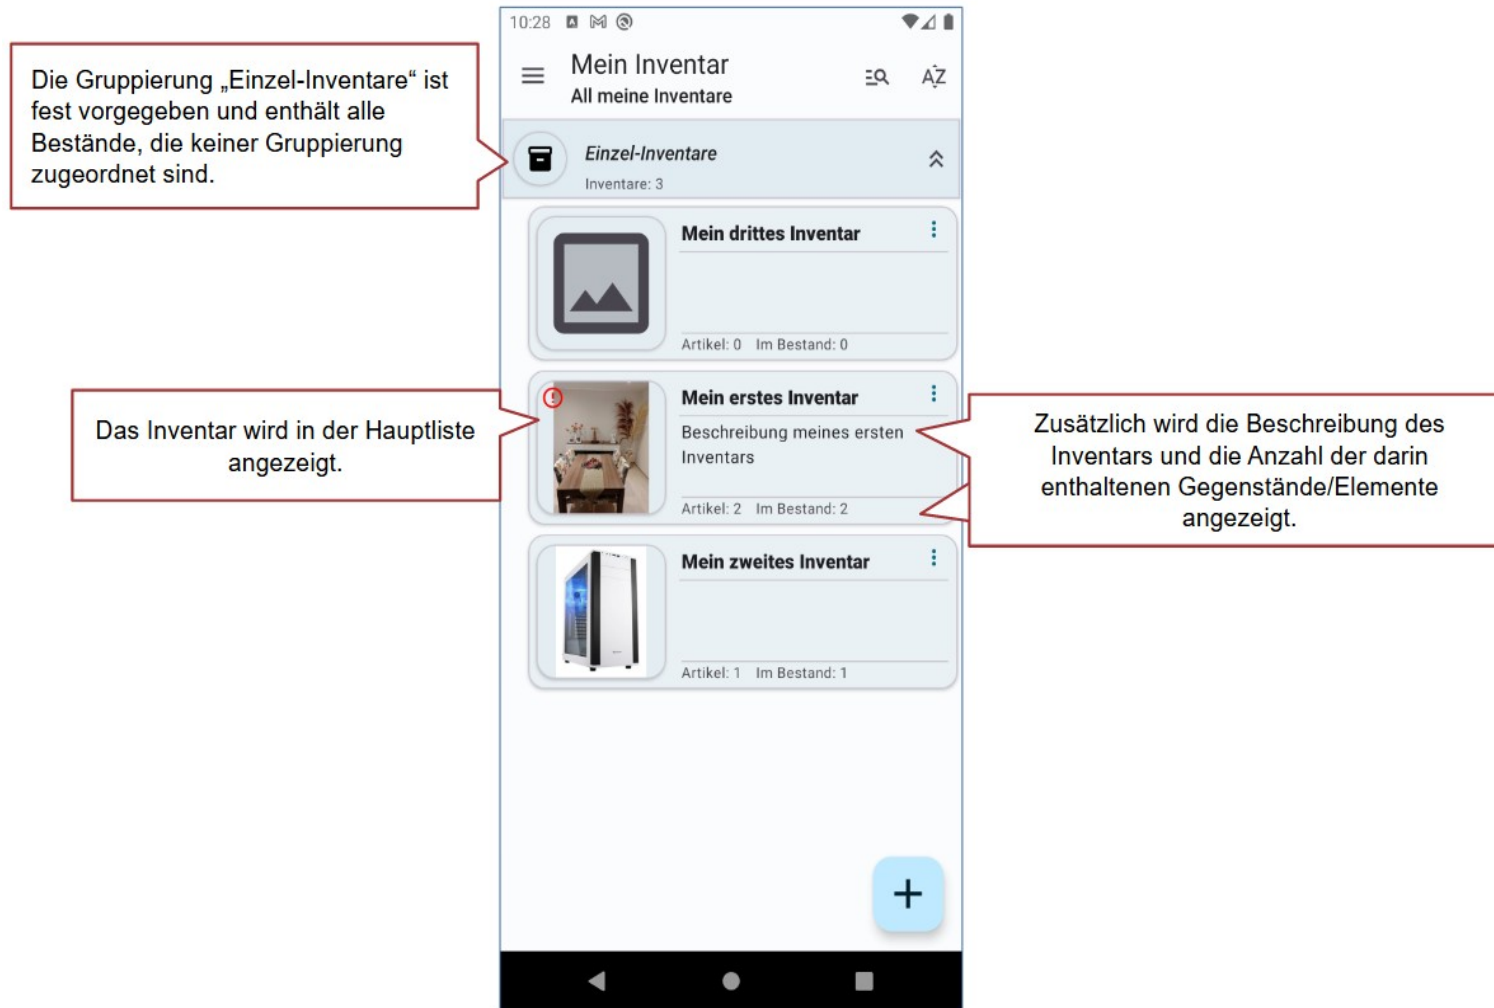 10:28
Mein Inventar
All meine Inventare
AZ
Die Gruppierung „Einzel-Inventare“ ist
fest vorgegeben und enthält alle
Bestände, die keiner Gruppierung
zugeordnet sind.
Einzel-Inventare
Inventare: 3
Mein drittes Inventar
Artikel: 0 Im Bestand: 0
Das Inventar wird in der Hauptliste
angezeigt.
Mein erstes Inventar
Beschreibung meines ersten
Inventars
Artikel: 2 Im Bestand: 2
Zusätzlich wird die Beschreibung des
Inventars und die Anzahl der darin
enthaltenen Gegenstände/Elemente
angezeigt.
Mein zweites Inventar
Artikel: 1 Im Bestand: 1